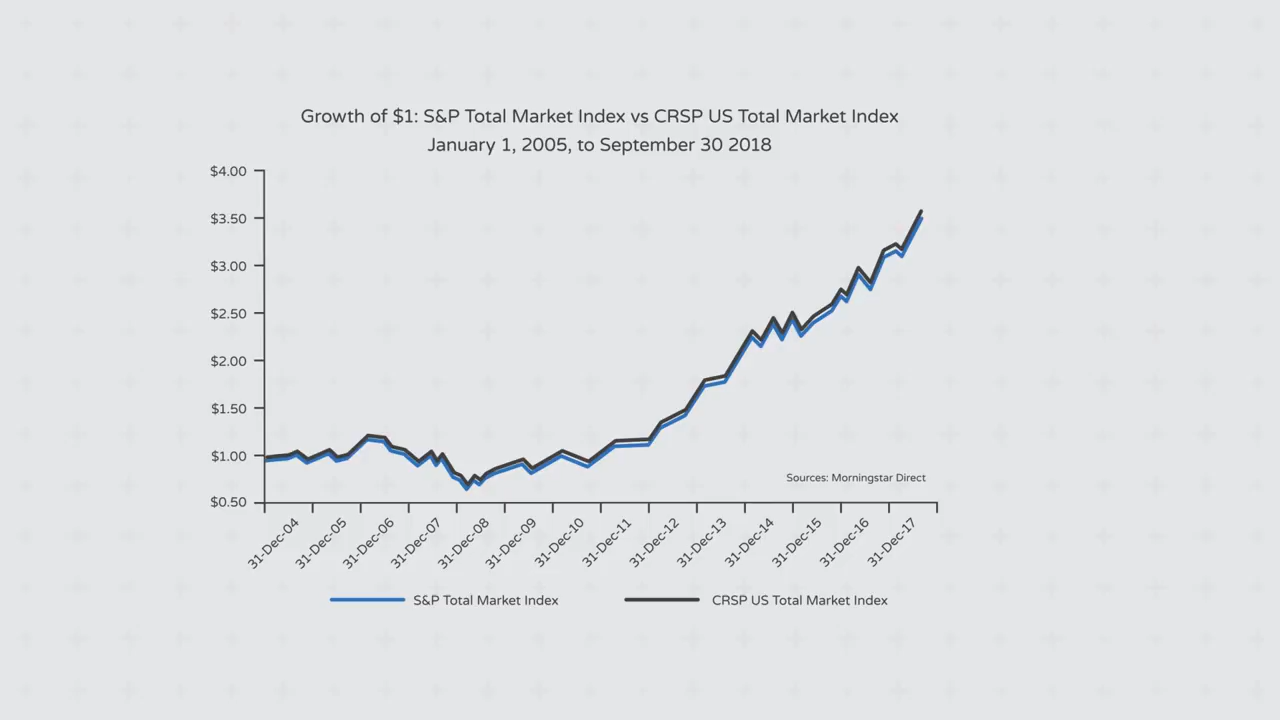 Growth of $1: S&P Total Market Index vs CRSP US Total Market Index
January 1, 2005, to September 30 2018
$4.00
$3.50
$3.00
$2.50
$2.00
$1.50
$1.00
$0.50
Sources: Morningstar Direct
31-Dec-04
31-Dec-05
31-Dec-06
31-Dec-07
31-Dec-08
31-Dec-09
31-Dec-10
31-Dec-11
31-Dec-12
31-Dec-13
31-Dec-14
31-Dec-15
31-Dec-16
31-Dec-17
S&P Total Market Index
CRSP US Total Market Index